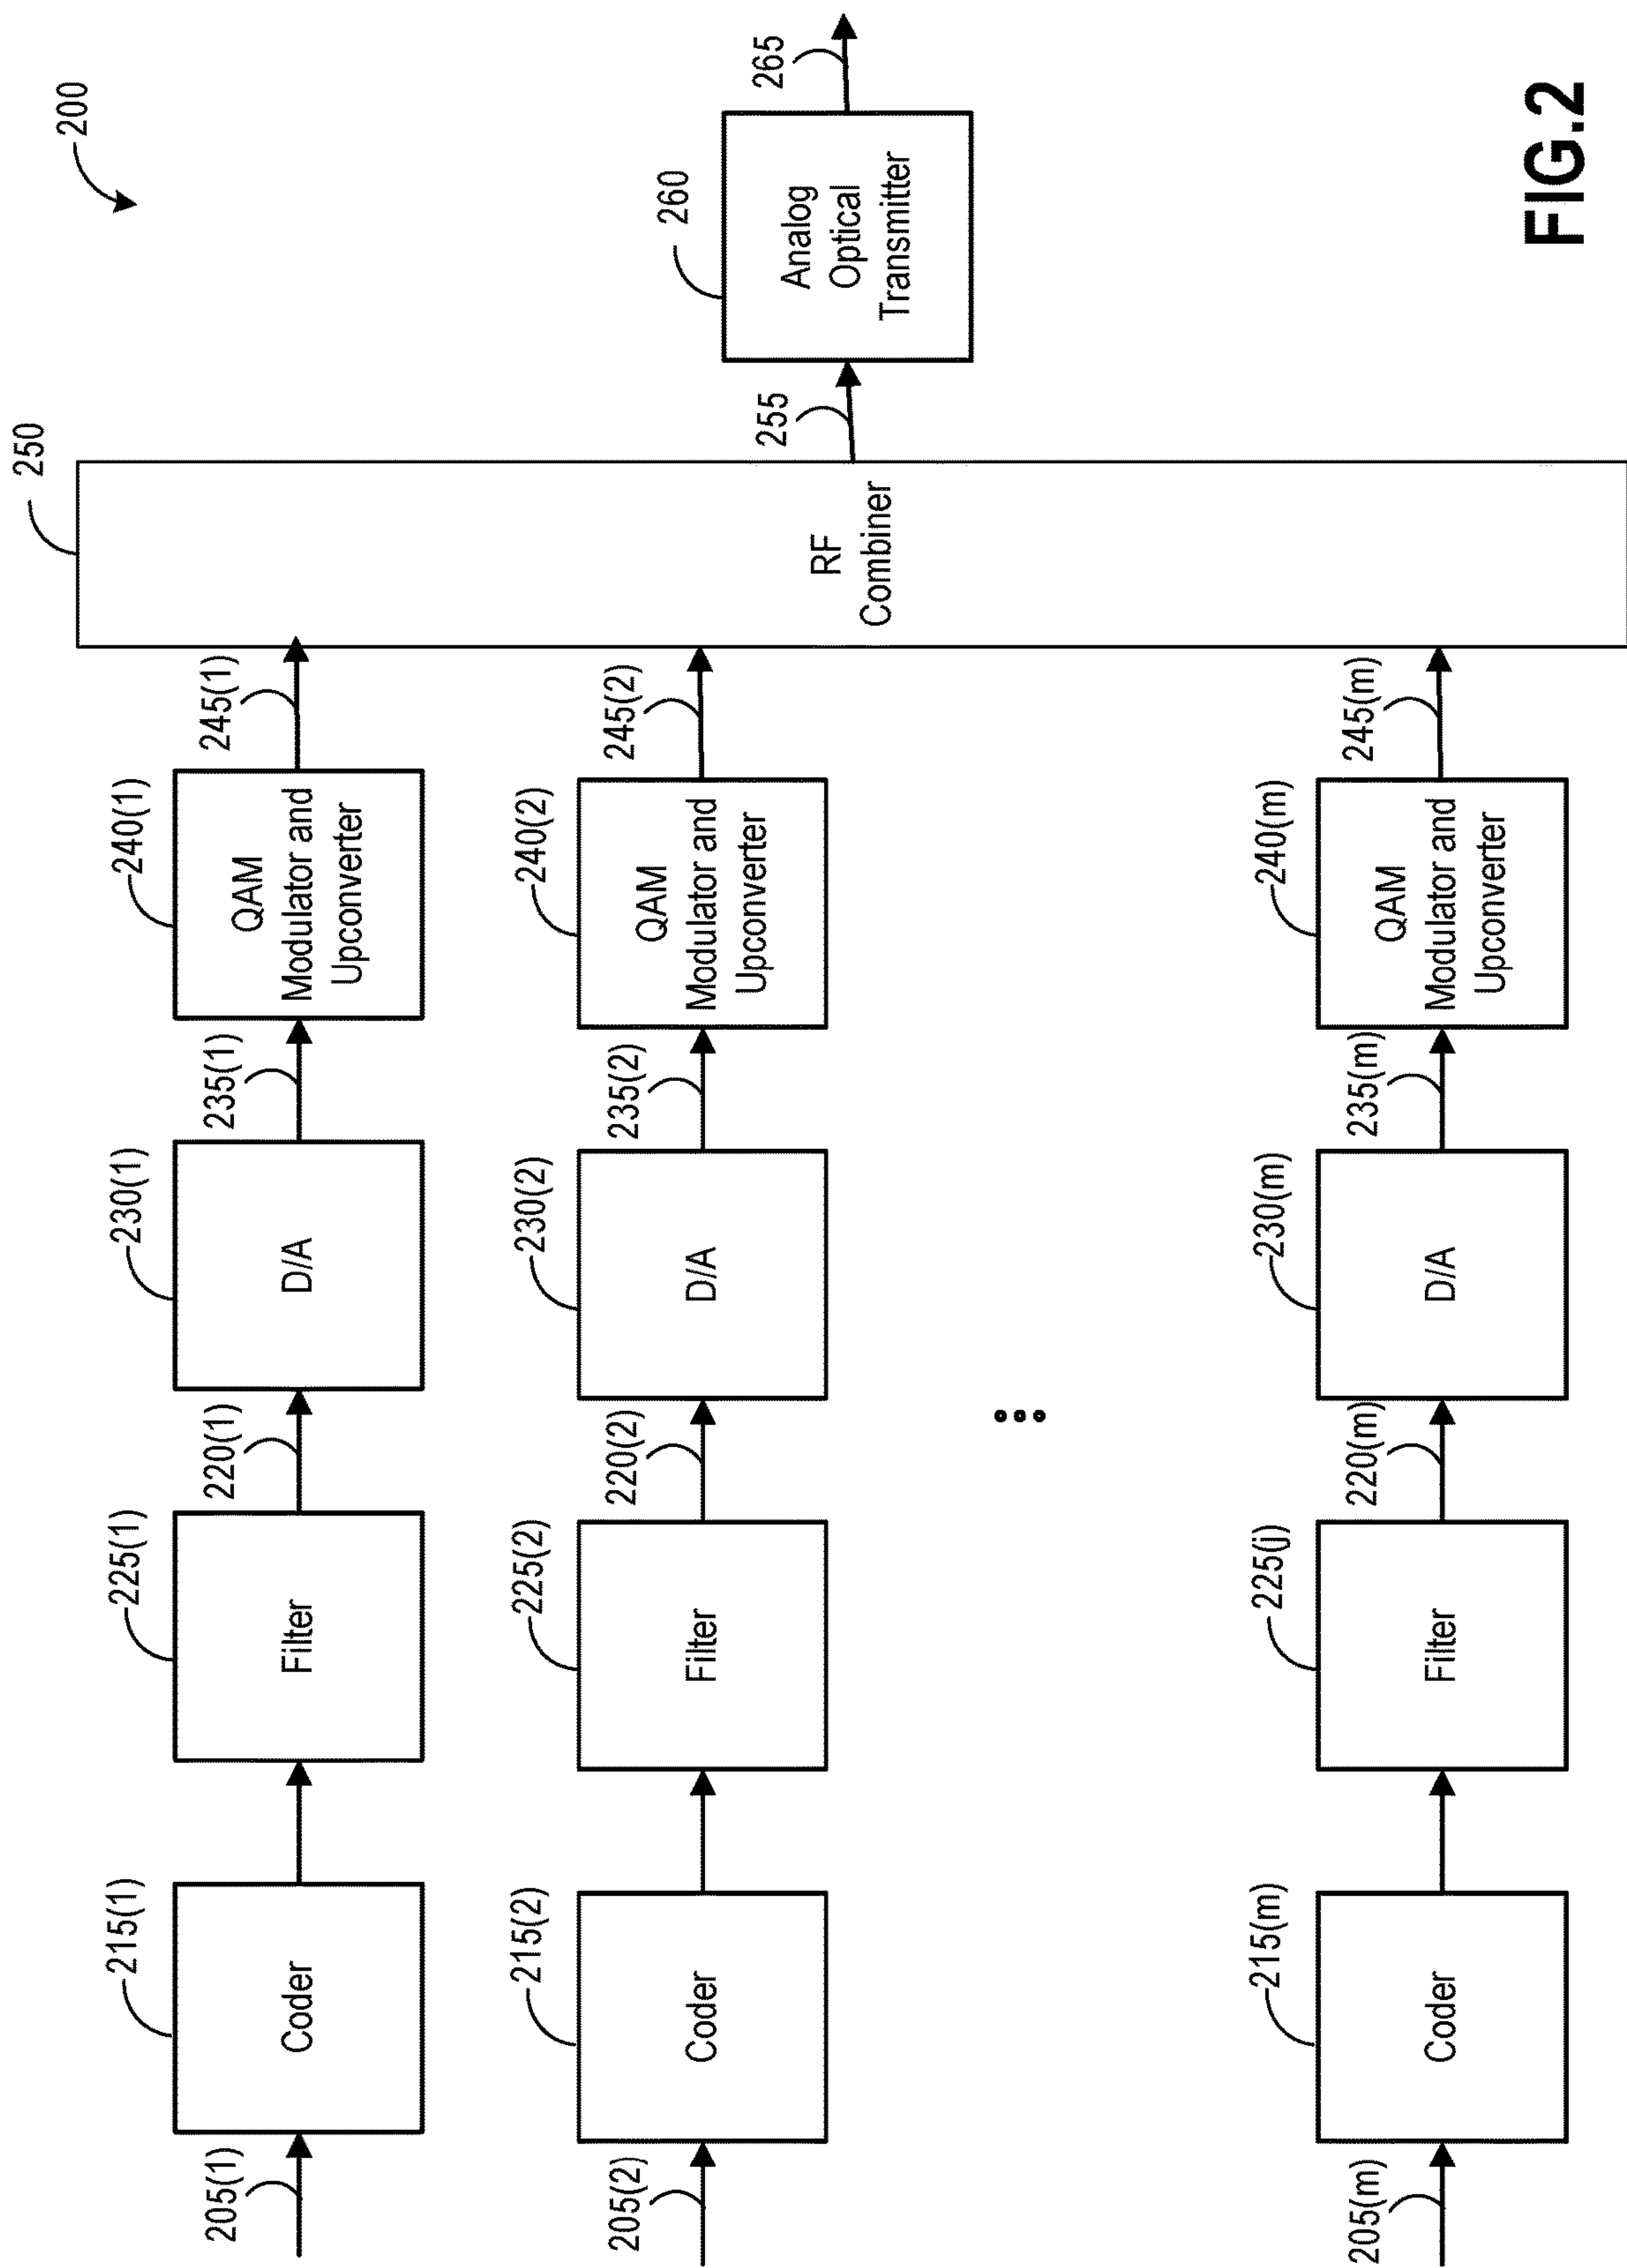 200
205(1)
215(1)
Coder
225(1)
Filter
220(1)
230(1)
D/A
235(1)
240(1)
QAM
Modulator and
Upconverter
245(1)
205(2)
215(2)
Coder
225(2)
Filter
220(2)
230(2)
D/A
235(2)
240(2)
QAM
Modulator and
Upconverter
245(2)
205(m)
215(m)
Coder
225(j)
Filter
220(m)
230(m)
D/A
235(m)
240(m)
QAM
Modulator and
Upconverter
245(m)
250
RF
Combiner
255
260
Analog
Optical
Transmitter
265
FIG.2